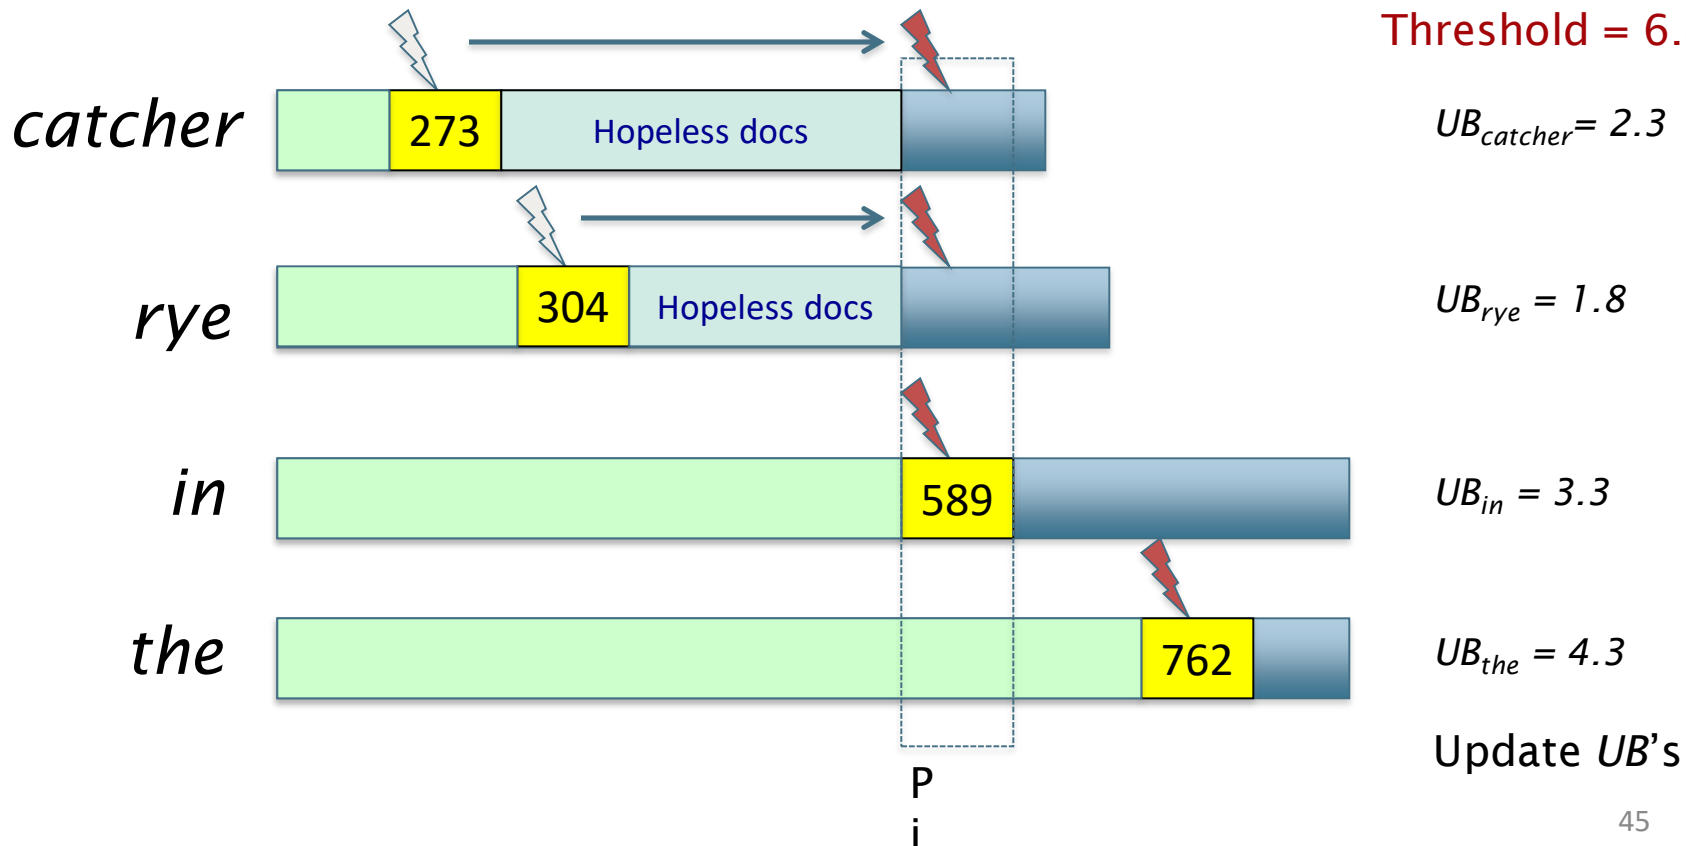 Threshold = 6.
catcher 273 Hopeless docs UBcatcher= 2.3
rye 304 Hopeless docs UBrye = 1.8
in 589 UBin = 3.3
the 762 UBthe = 4.3
Update UB's
P
i
45